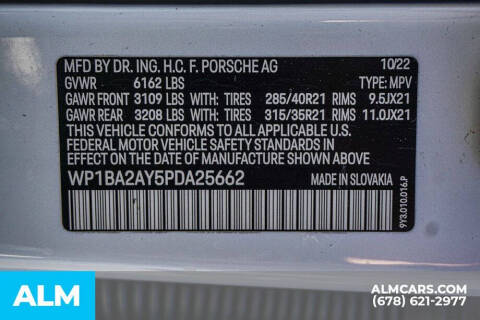 MFD BY DR. ING. H.C. F. PORSCHE AG 10/22
GVWR 6162 LBS TYPE: MPV
GAWR FRONT 3109 LBS WITH: TIRES 285/40R21 RIMS 9.5JX21
GAWR REAR 3208 LBS WITH: TIRES 315/35R21 RIMS 11.0JX21
THIS VEHICLE CONFORMS TO ALL APPLICABLE U.S.
FEDERAL MOTOR VEHICLE SAFETY STANDARDS IN
EFFECT ON THE DATE OF MANUFACTURE SHOWN ABOVE.
WP1BA2AY5PDA25662 MADE IN SLOVAKIA
9Y3.010.016.P
ALM
ALMCARS.COM
(678) 621-2977